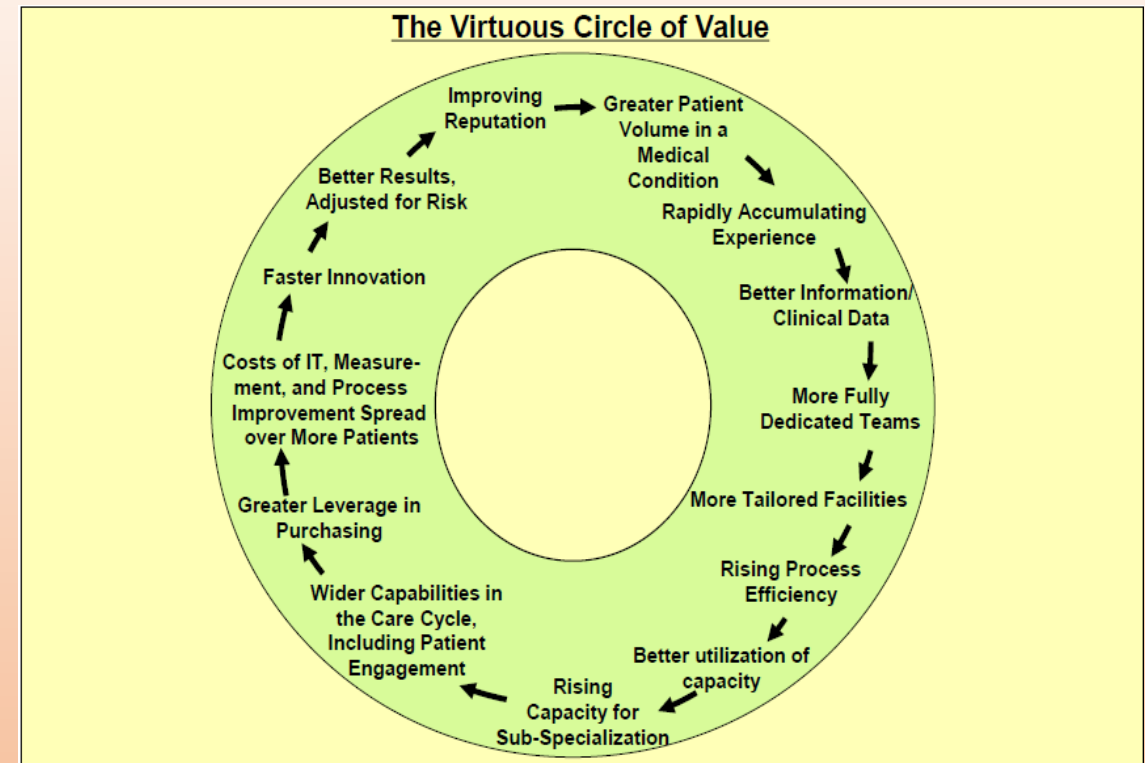 The Virtuous Circle of Value
Improving
Reputation
Greater Patient
Volume in a
Medical
Condition
Rapidly Accumulating
Experience
Better Information/
Clinical Data
More Fully
Dedicated Teams
More Tailored Facilities
Rising Process
Efficiency
Better utilization of
capacity
Rising
Capacity for
Sub-Specialization
Wider Capabilities in
the Care Cycle,
Including Patient
Engagement
Greater Leverage in
Purchasing
Costs of IT, Measure-
ment, and Process
Improvement Spread
over More Patients
Faster Innovation
Better Results,
Adjusted for Risk